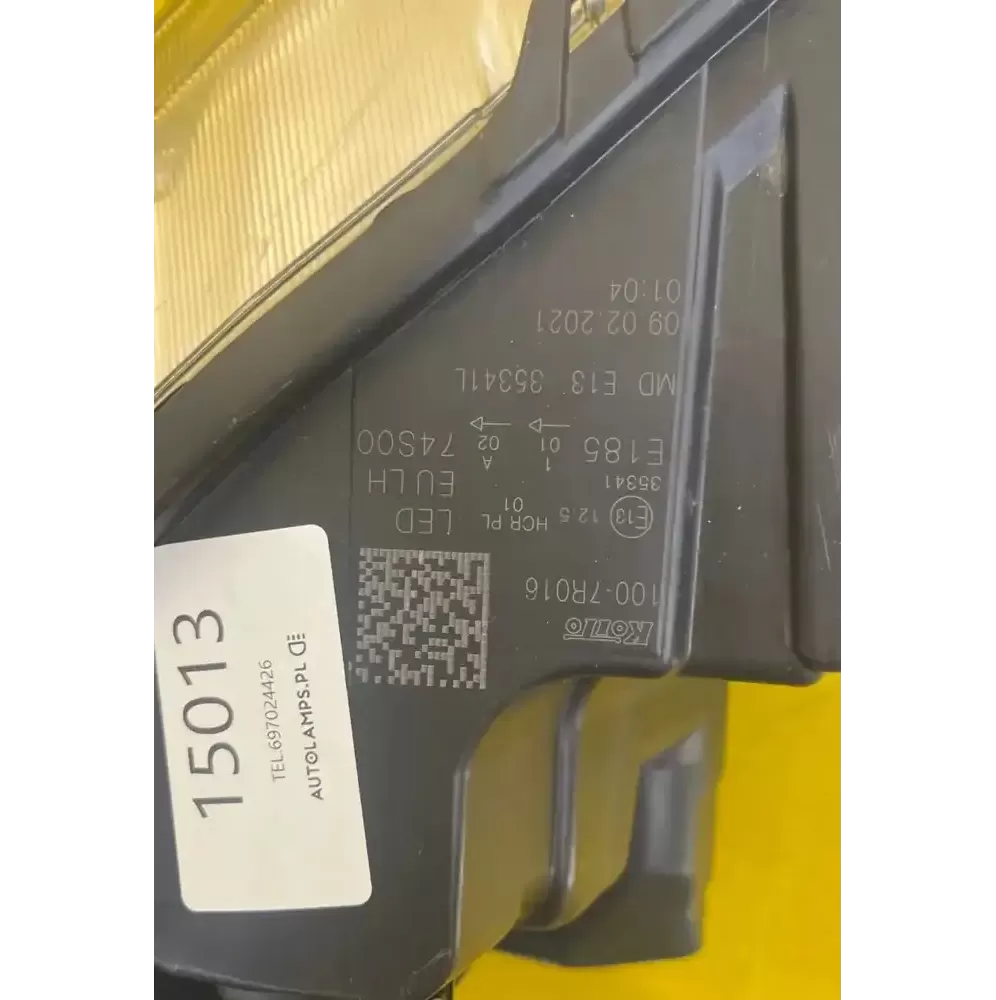 Koito
100-7R016
E13 12.5 HCR PL
01
35341
LED
EU LH
E185
1 A
01 02
74S00
MD E13 35341L
09.02.2021
01:04
15013
TEL.697024426
AUTOLAMPS.PL DE